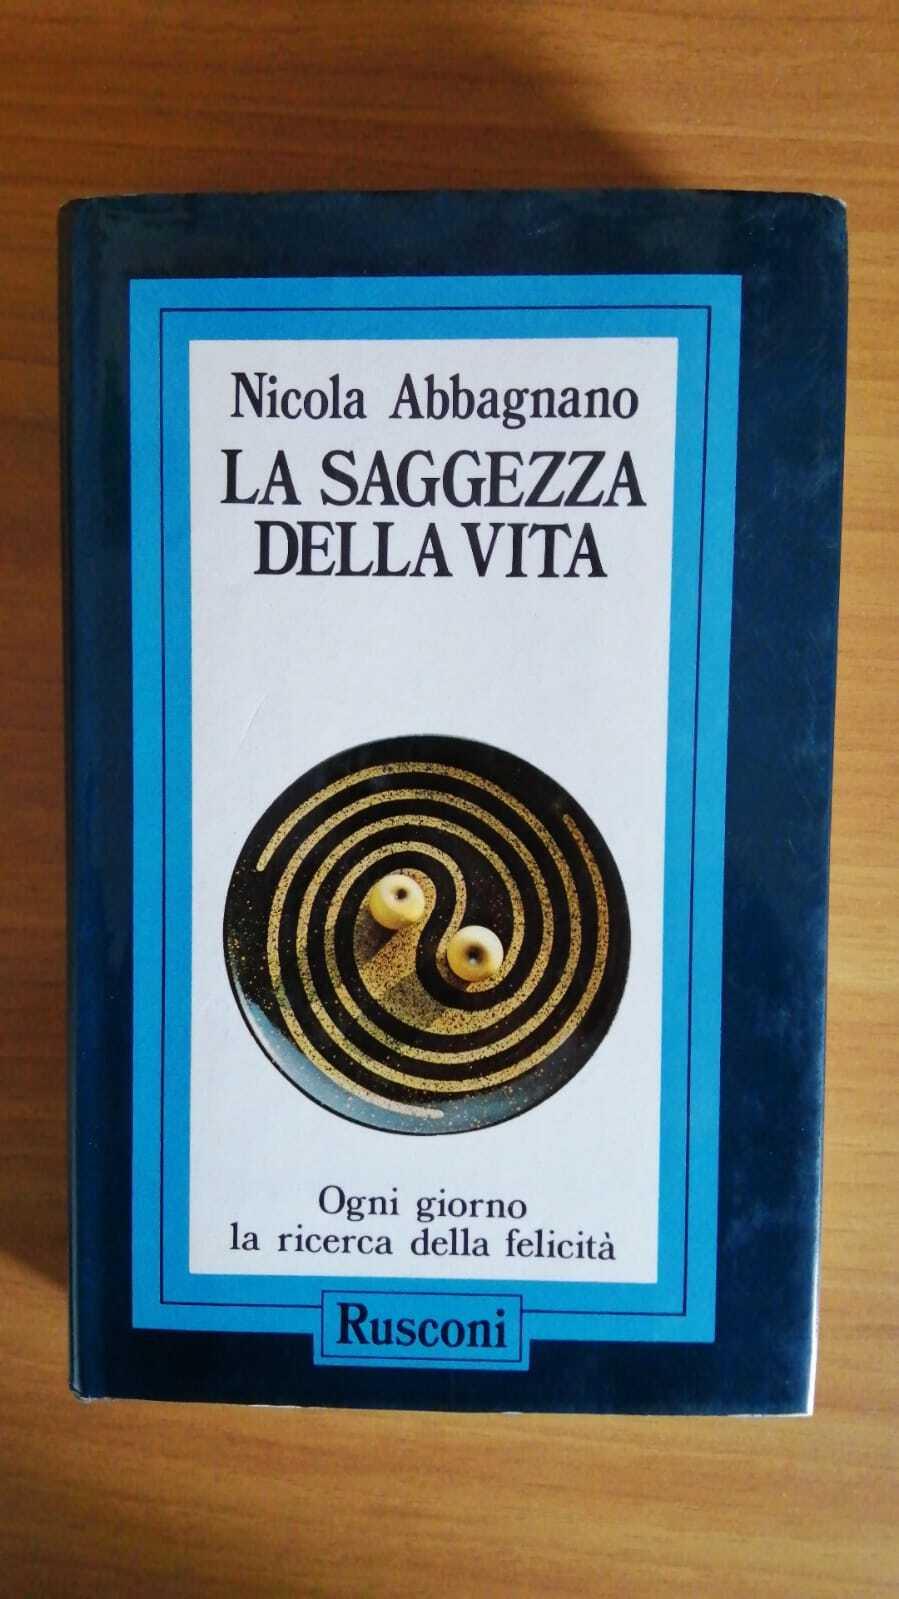 Nicola Abbagnano
LA SAGGEZZA
DELLA VITA
Ogni giorno
la ricerca della felicità
Rusconi